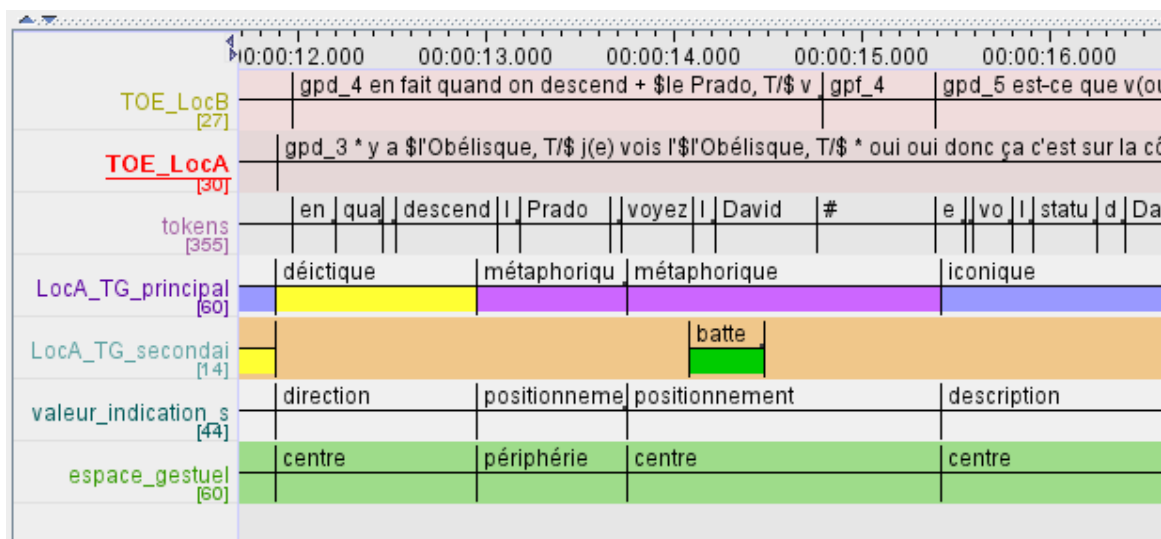 00:00:12.000 00:00:13.000 00:00:14.000 00:00:15.000 00:00:16.000
TOE_LocB gpd_4 en fait quand on descend + $le Prado, T/$ v gpf_4 gpd_5 est-ce que v(ou
[27]
TOE_LocA gpd_3 * y a $l'Obélisque, T/$ j(e) vois l'$l'Obélisque, T/$ * oui oui donc ça c'est sur la cô
[30]
tokens en qua descend l Prado voyez l David # e vo l statu d Da
[355]
LocA_TG_principal déictique métaphoriqu métaphorique iconique
[60]
LocA_TG_secondai batte
[14]
valeur_indication_s direction positionneme positionnement description
[44]
espace_gestuel centre périphérie centre centre
[60]